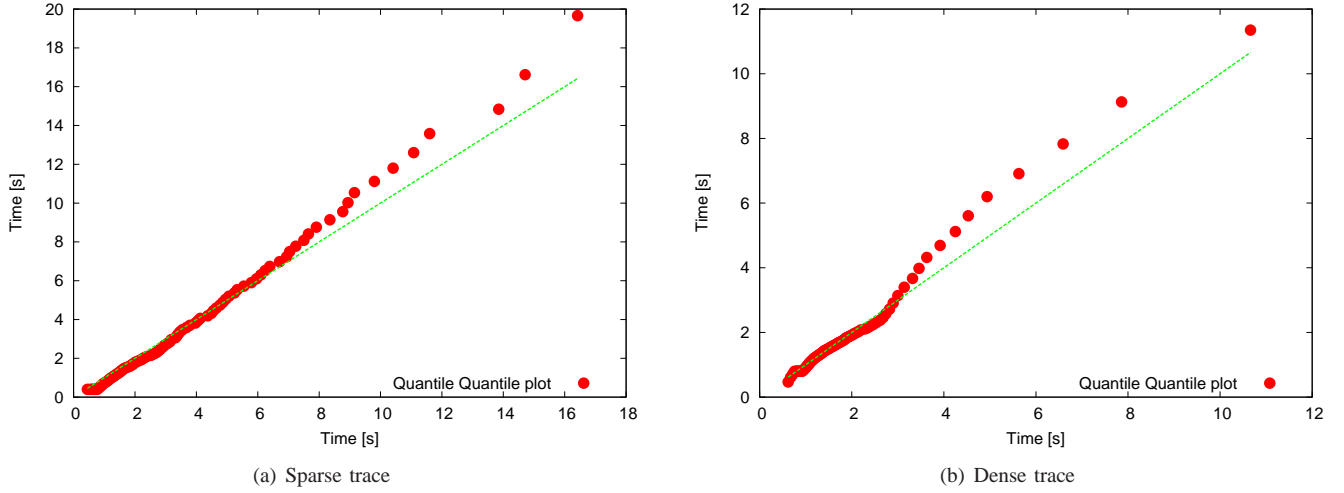 20
18
16
14
12
10
8
6
4
2
0
Time [s]
Quantile Quantile plot
0 2 4 6 8 10 12 14 16 18
Time [s]
(a) Sparse trace
12
10
8
6
4
2
0
Time [s]
Quantile Quantile plot
0 2 4 6 8 10 12
Time [s]
(b) Dense trace